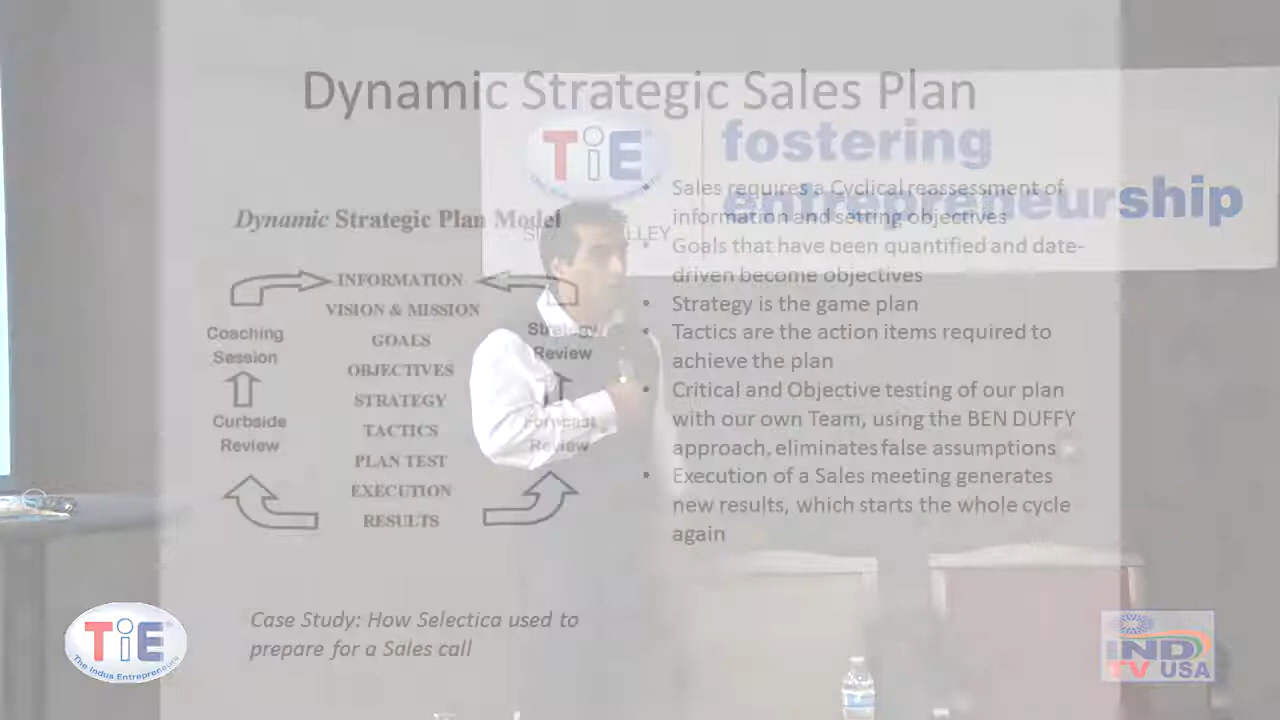 Dynamic Strategic Sales Plan
TiE
fostering
entrepreneurship
Dynamic Strategic Plan Model
INFORMATION
VISION & MISSION
GOALS
OBJECTIVES
STRATEGY
TACTICS
PLAN TEST
EXECUTION
RESULTS
Coaching
Session
Curbside
Review
Strategy
Review
Forecast
Review
• Sales requires a Cyclical reassessment of
information and setting objectives
• Goals that have been quantified and date-
driven become objectives
• Strategy is the game plan
• Tactics are the action items required to
achieve the plan
• Critical and Objective testing of our plan
with our own Team, using the BEN DUFFY
approach, eliminates false assumptions
• Execution of a Sales meeting generates
new results, which starts the whole cycle
again
Case Study: How Selectica used to
prepare for a Sales call
TiE
The Indus Entrepreneurs
IND
TV USA